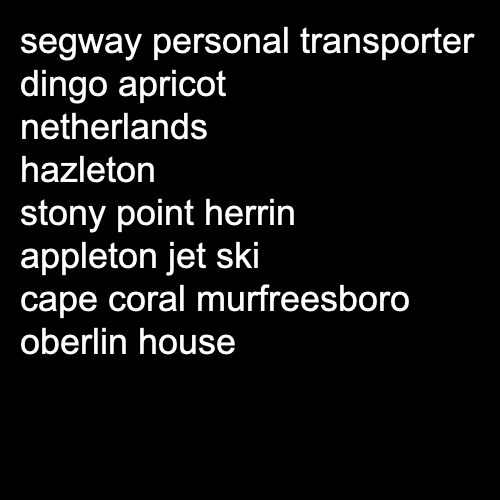 segway personal transporter
dingo apricot
netherlands
hazleton
stony point herrin
appleton jet ski
cape coral murfreesboro
oberlin house